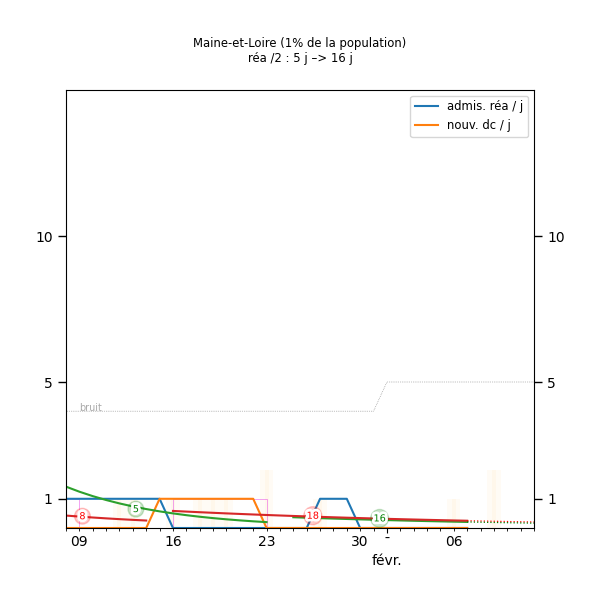 Maine-et-Loire (1% de la population)
réa /2 : 5 j –> 16 j
admis. réa / j
nouv. dc / j
10
10
5
5
bruit
1
1
8
5
18
16
09
16
23
30
-
06
févr.